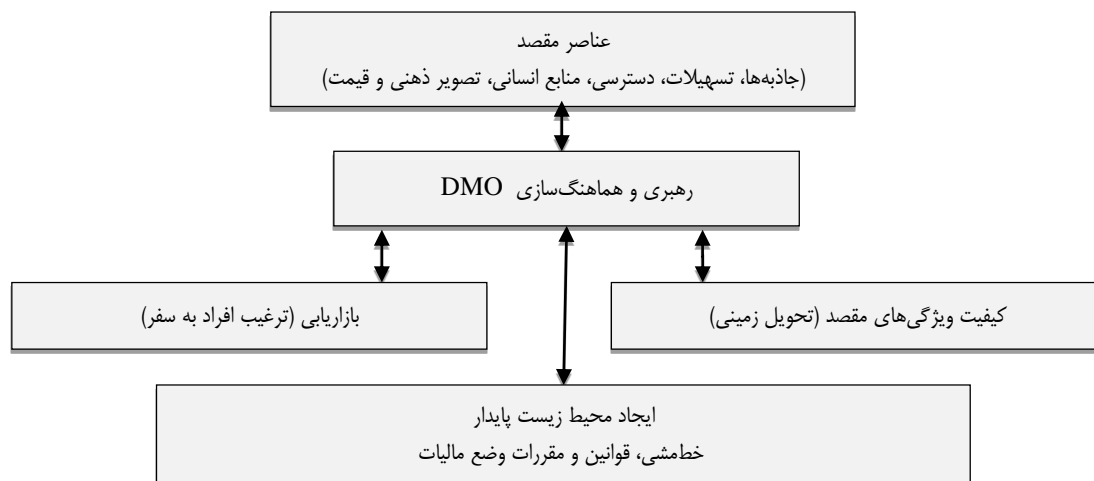 عناصر مقصد
(جاذبه‌ها، تسهیلات، دسترسی، منابع انسانی، تصویر ذهنی و قیمت)
رهبری و هماهنگ‌سازی DMO
کیفیت ویژگی‌های مقصد (تحویل زمینی)
بازاریابی (ترغیب افراد به سفر)
ایجاد محیط زیست پایدار
خط‌مشی، قوانین و مقررات وضع مالیات